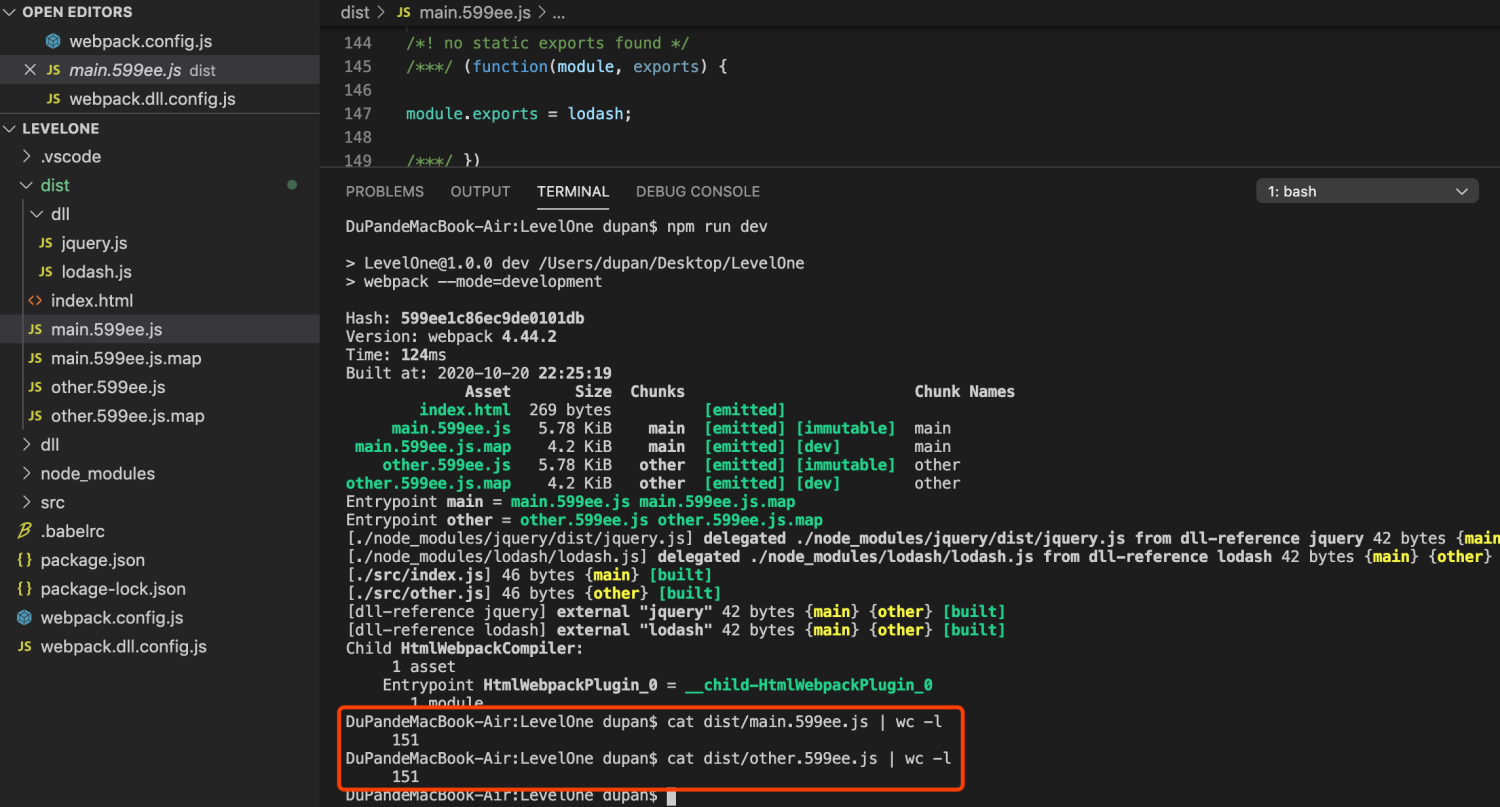 OPEN EDITORS
webpack.config.js
JS main.599ee.js dist
JS webpack.dll.config.js
LEVELONE
.vscode
dist
dll
JS jquery.js
JS lodash.js
<> index.html
JS main.599ee.js
JS main.599ee.js.map
JS other.599ee.js
JS other.599ee.js.map
dll
node_modules
src
.babelrc
{} package.json
{} package-lock.json
webpack.config.js
JS webpack.dll.config.js
dist > JS main.599ee.js > ...
144 /*! no static exports found */
145 /***/ (function(module, exports) {
146
147 module.exports = lodash;
148
149 /***/ })
PROBLEMS OUTPUT TERMINAL DEBUG CONSOLE 1: bash
DuPandeMacBook-Air:LevelOne dupan$ npm run dev
> LevelOne@1.0.0 dev /Users/dupan/Desktop/LevelOne
> webpack --mode=development
Hash: 599ee1c86ec9de0101db
Version: webpack 4.44.2
Time: 124ms
Built at: 2020-10-20 22:25:19
Asset Size Chunks Chunk Names
index.html 269 bytes [emitted]
main.599ee.js 5.78 KiB main [emitted] [immutable] main
main.599ee.js.map 4.2 KiB main [emitted] [dev] main
other.599ee.js 5.78 KiB other [emitted] [immutable] other
other.599ee.js.map 4.2 KiB other [emitted] [dev] other
Entrypoint main = main.599ee.js main.599ee.js.map
Entrypoint other = other.599ee.js other.599ee.js.map
[./node_modules/jquery/dist/jquery.js] delegated ./node_modules/jquery/dist/jquery.js from dll-reference jquery 42 bytes {main
[./node_modules/lodash/lodash.js] delegated ./node_modules/lodash/lodash.js from dll-reference lodash 42 bytes {main} {other}
[./src/index.js] 46 bytes {main} [built]
[./src/other.js] 46 bytes {other} [built]
[dll-reference jquery] external "jquery" 42 bytes {main} {other} [built]
[dll-reference lodash] external "lodash" 42 bytes {main} {other} [built]
Child HtmlWebpackCompiler:
1 asset
Entrypoint HtmlWebpackPlugin_0 = __child-HtmlWebpackPlugin_0
1 module
DuPandeMacBook-Air:LevelOne dupan$ cat dist/main.599ee.js | wc -l
151
DuPandeMacBook-Air:LevelOne dupan$ cat dist/other.599ee.js | wc -l
151
DuPandeMacBook-Air:LevelOne dupan$